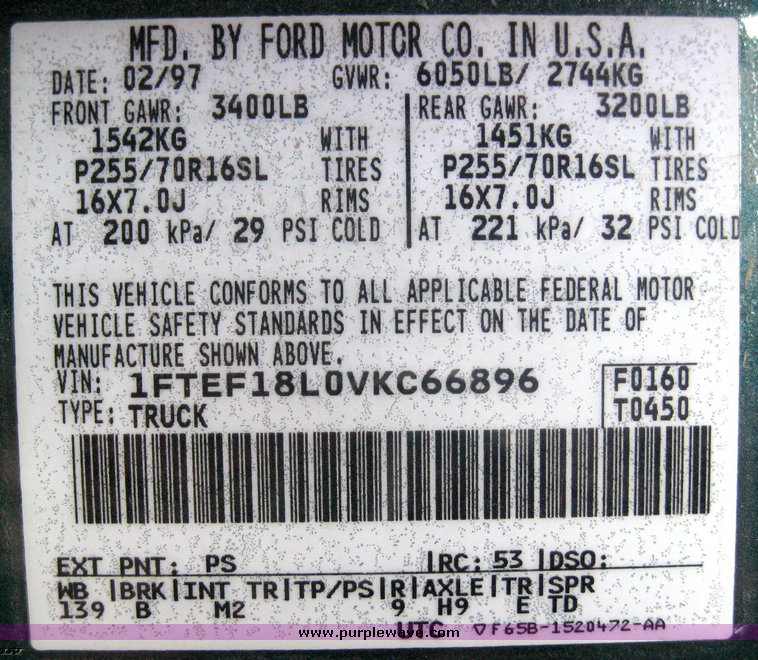 MFD. BY FORD MOTOR CO. IN U.S.A.
DATE: 02/97 GVWR: 6050LB/ 2744KG
FRONT GAWR: 3400LB REAR GAWR: 3200LB
1542KG WITH 1451KG WITH
P255/70R16SL TIRES P255/70R16SL TIRES
16X7.0J RIMS 16X7.0J RIMS
AT 200 kPa/ 29 PSI COLD AT 221 kPa/ 32 PSI COLD
THIS VEHICLE CONFORMS TO ALL APPLICABLE FEDERAL MOTOR
VEHICLE SAFETY STANDARDS IN EFFECT ON THE DATE OF
MANUFACTURE SHOWN ABOVE.
VIN: 1FTEF18L0VKC66896 F0160
TYPE: TRUCK T0450
EXT PNT: PS |RC: 53 |DSO:
WB |BRK|INT TR|TP/PS|R|AXLE|TR|SPR
139 B M2 9 H9 E TD
UTC ▽F65B-1520472-AA
www.purplewave.com